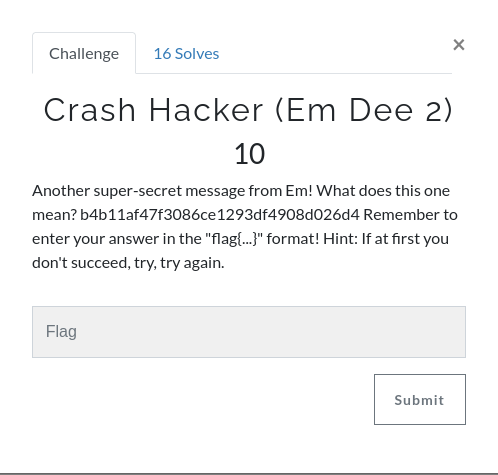 Challenge
16 Solves
×
Crash Hacker (Em Dee 2)
10
Another super-secret message from Em! What does this one
mean? b4b11af47f3086ce1293df4908d026d4 Remember to
enter your answer in the "flag{...}" format! Hint: If at first you
don't succeed, try, try again.
Flag
Submit